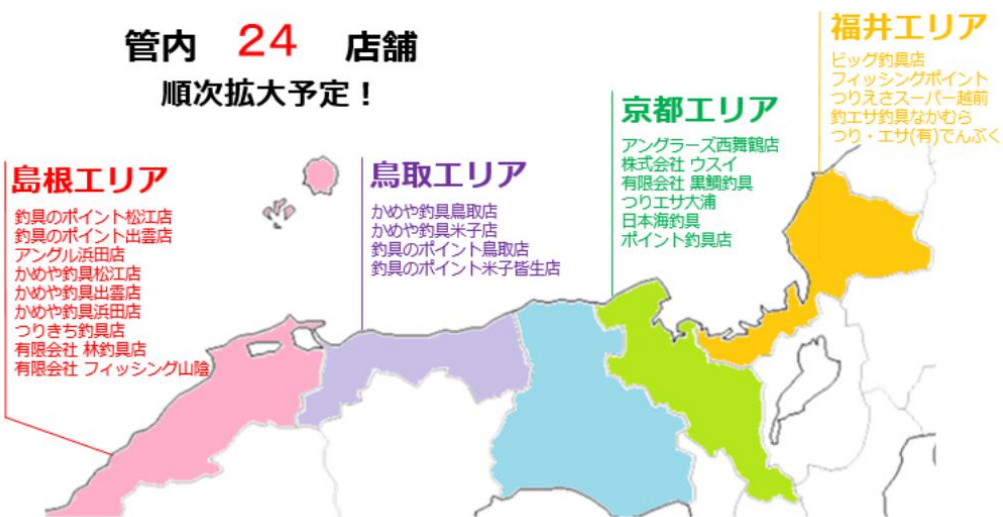 管内 24 店舗
順次拡大予定！
島根エリア
釣具のポイント松江店
釣具のポイント出雲店
アングル浜田店
かめや釣具松江店
かめや釣具出雲店
かめや釣具浜田店
つりきち釣具店
有限会社 林釣具店
有限会社 フィッシング山陰
鳥取エリア
かめや釣具鳥取店
かめや釣具米子店
釣具のポイント鳥取店
釣具のポイント米子皆生店
京都エリア
アングラーズ西舞鶴店
株式会社 ウスイ
有限会社 黒鯛釣具
つりエサ大浦
日本海釣具
ポイント釣具店
福井エリア
ビッグ釣具店
フィッシングポイント
つりえさスーパー越前
釣エサ釣具なかむら
つり・エサ(有)でんぶく